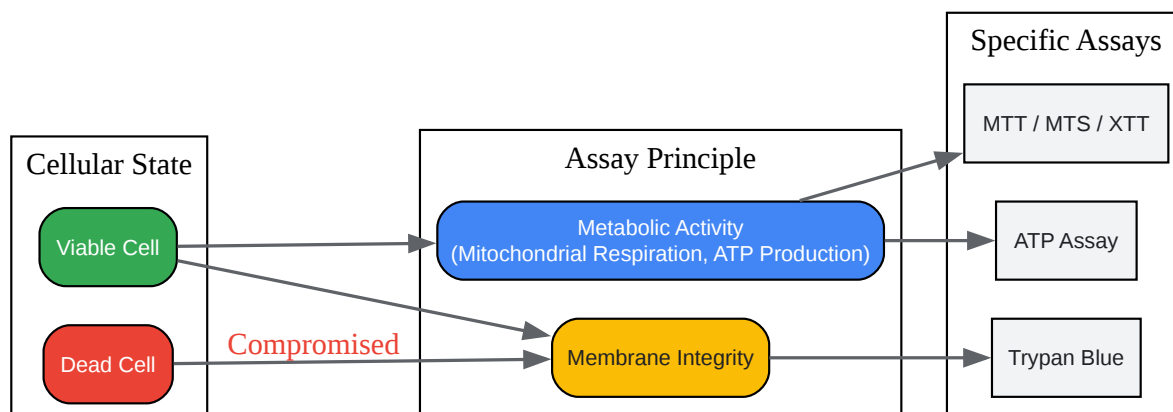 Specific Assays
MTT / MTS / XTT
Cellular State
Assay Principle
Viable Cell
Metabolic Activity
(Mitochondrial Respiration, ATP Production)
ATP Assay
Compromised
Dead Cell
Membrane Integrity
Trypan Blue